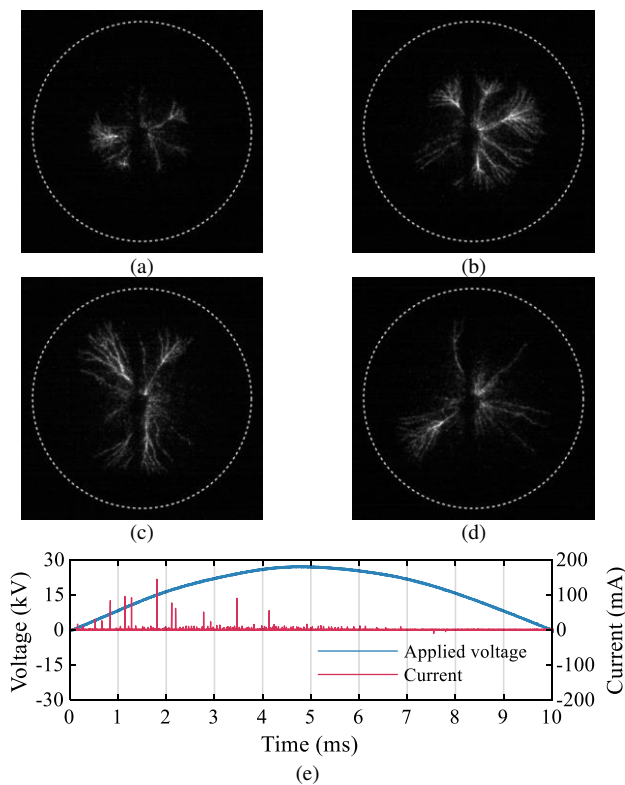 (a)
(b)
(c)
(d)
30
15
0
-15
-30
Voltage (kV)
200
100
0
-100
-200
Current (mA)
Applied voltage
Current
0 1 2 3 4 5 6 7 8 9 10
Time (ms)
(e)